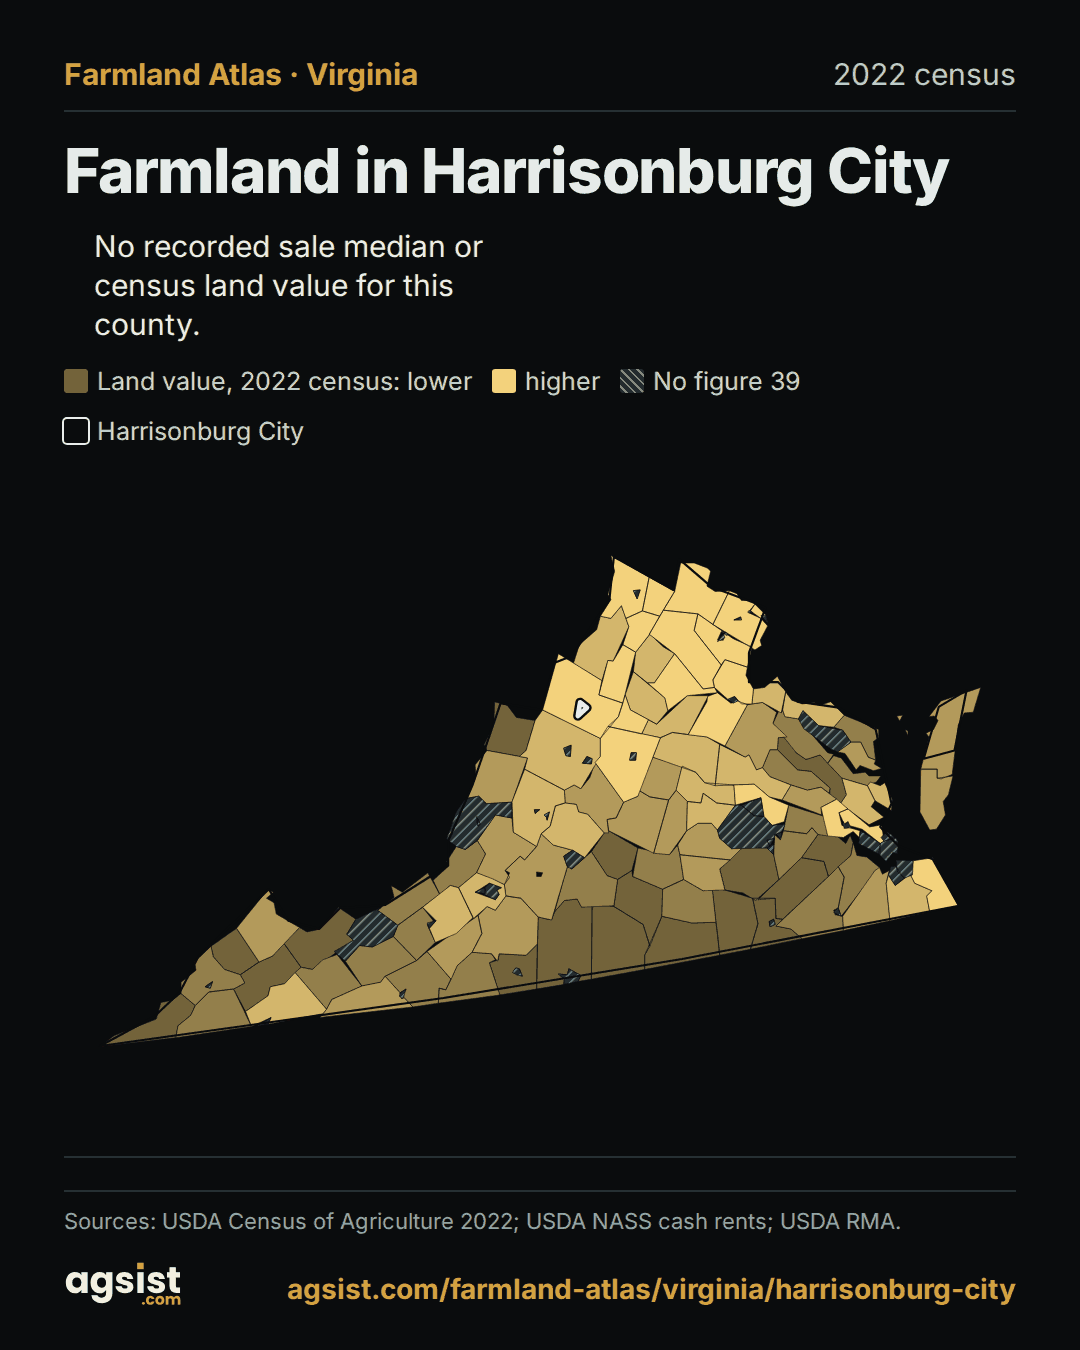 Farmland Atlas · Virginia
2022 census
Farmland in Harrisonburg City
No recorded sale median or
census land value for this
county.
Land value, 2022 census: lower higher No figure 39
Harrisonburg City
Sources: USDA Census of Agriculture 2022; USDA NASS cash rents; USDA RMA.
agsist
.com
agsist.com/farmland-atlas/virginia/harrisonburg-city